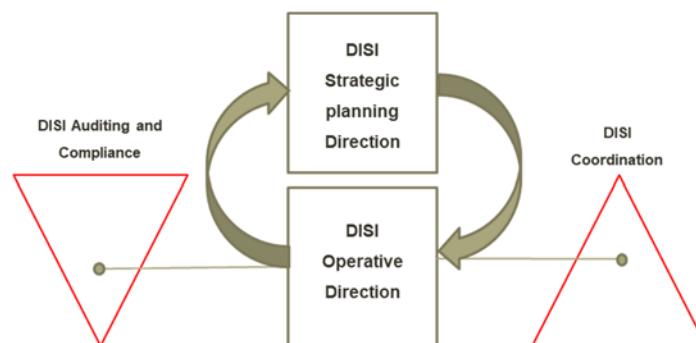 DISI
Strategic
planning
Direction
DISI Auditing and
Compliance
DISI
Coordination
DISI
Operative
Direction